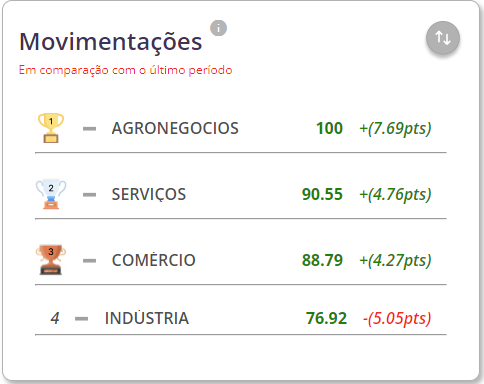 Movimentações i
Em comparação com o último período
1 AGRONEGOCIOS 100 +(7.69pts)
2 SERVIÇOS 90.55 +(4.76pts)
3 COMÉRCIO 88.79 +(4.27pts)
4 INDÚSTRIA 76.92 -(5.05pts)